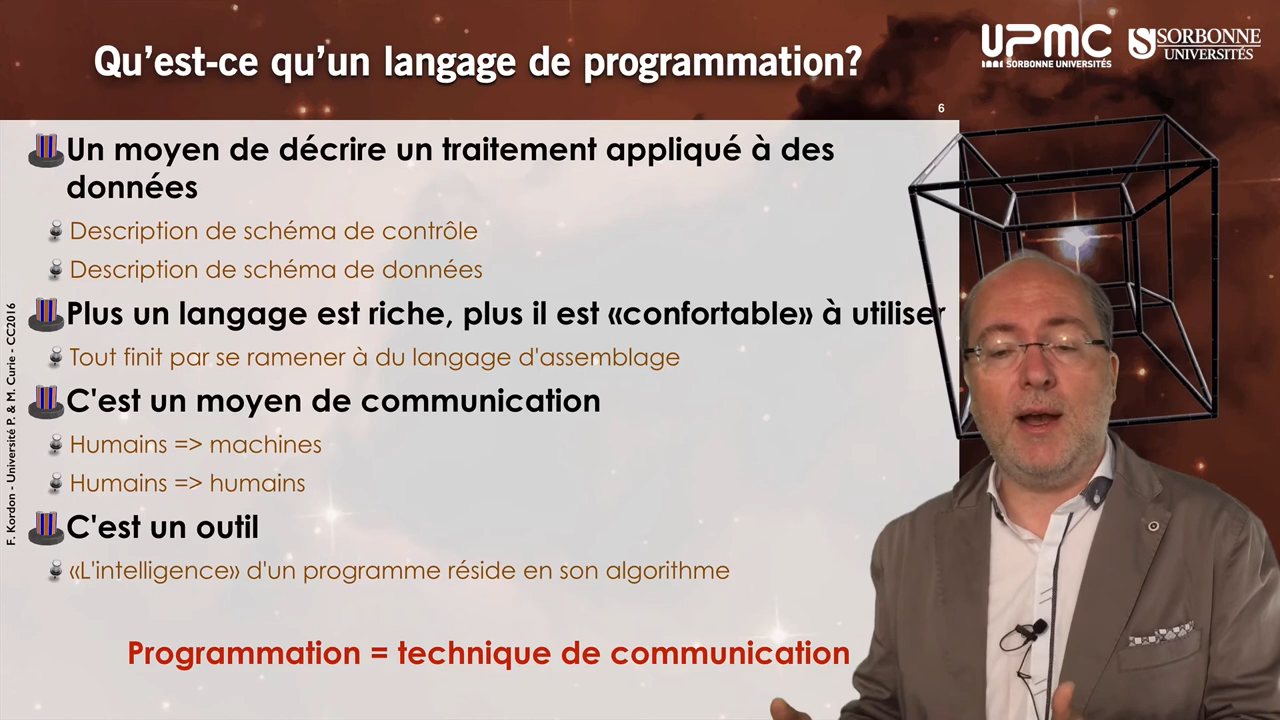 Qu’est-ce qu’un langage de programmation?
UPMC
SORBONNE UNIVERSITÉS
SORBONNE
UNIVERSITÉS
6
Un moyen de décrire un traitement appliqué à des
données
Description de schéma de contrôle
Description de schéma de données
Plus un langage est riche, plus il est «confortable» à utiliser
Tout finit par se ramener à du langage d'assemblage
C'est un moyen de communication
Humains => machines
Humains => humains
C'est un outil
«L'intelligence» d'un programme réside en son algorithme
Programmation = technique de communication
F. Kordon - Université P. & M. Curie - CC2016